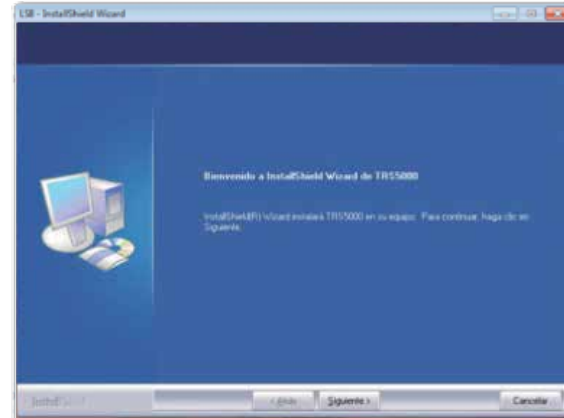 LSB - InstallShield Wizard
Bienvenido a InstallShield Wizard de TRS5000
InstallShield(R) Wizard instalará TRS5000 en su equipo. Para continuar, haga clic en
Siguiente.
InstallShield
< Atrás
Siguiente >
Cancelar